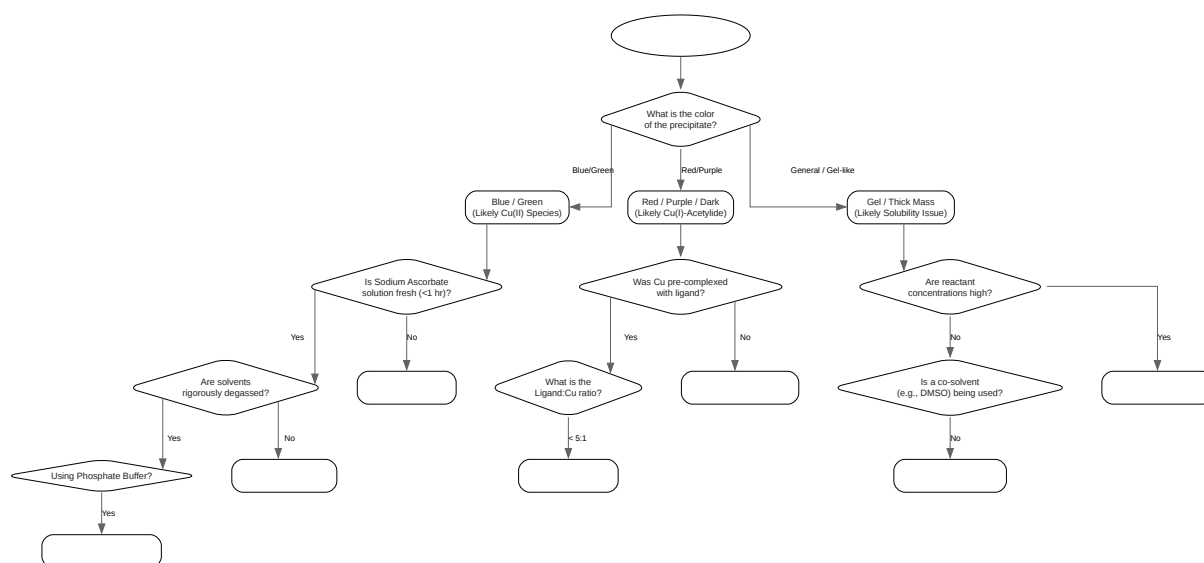 What is the color
of the precipitate?
Blue/Green
Red/Purple
General / Gel-like
Blue / Green
(Likely Cu(II) Species)
Red / Purple / Dark
(Likely Cu(I)-Acetylide)
Gel / Thick Mass
(Likely Solubility Issue)
Is Sodium Ascorbate
solution fresh (<1 hr)?
Was Cu pre-complexed
with ligand?
Are reactant
concentrations high?
Yes
No
Yes
No
No
Yes
Are solvents
rigorously degassed?
What is the
Ligand:Cu ratio?
Is a co-solvent
(e.g., DMSO) being used?
Yes
No
< 5:1
No
Using Phosphate Buffer?
Yes